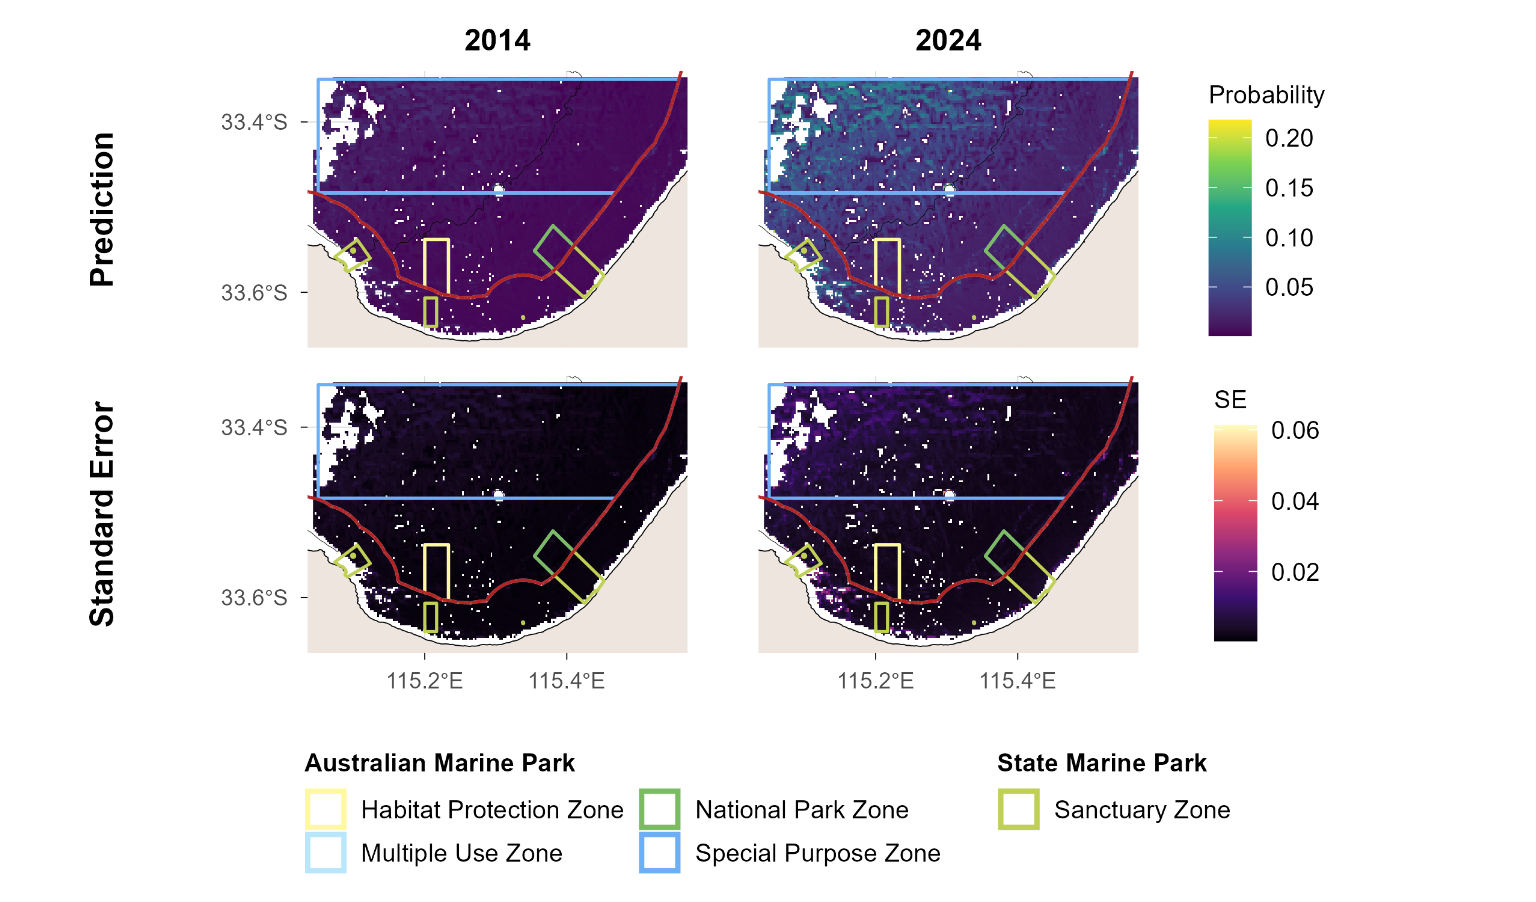 2014
2024
Prediction
33.4°S
33.6°S
Probability
0.20
0.15
0.10
0.05
Standard Error
33.4°S
33.6°S
115.2°E
115.4°E
115.2°E
115.4°E
SE
0.06
0.04
0.02
Australian Marine Park
Habitat Protection Zone
National Park Zone
Multiple Use Zone
Special Purpose Zone
State Marine Park
Sanctuary Zone